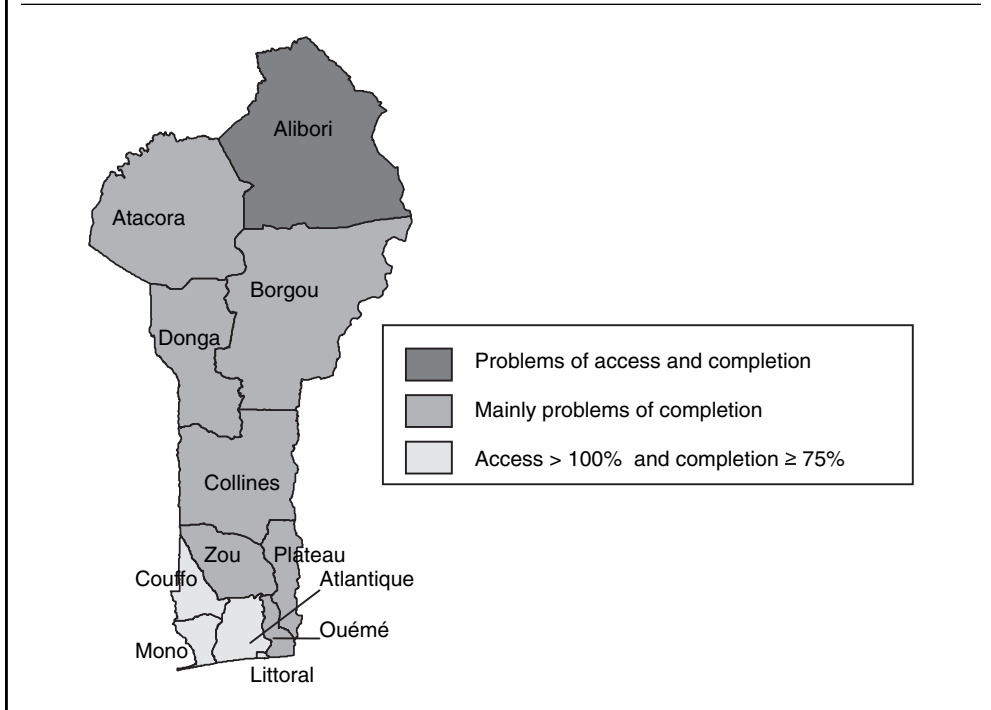 Alibori
Atacora
Borgou
Donga
Problems of access and completion
Mainly problems of completion
Access > 100% and completion ≥ 75%
Collines
Zou
Plateau
Couffo
Atlantique
Ouémé
Mono
Littoral